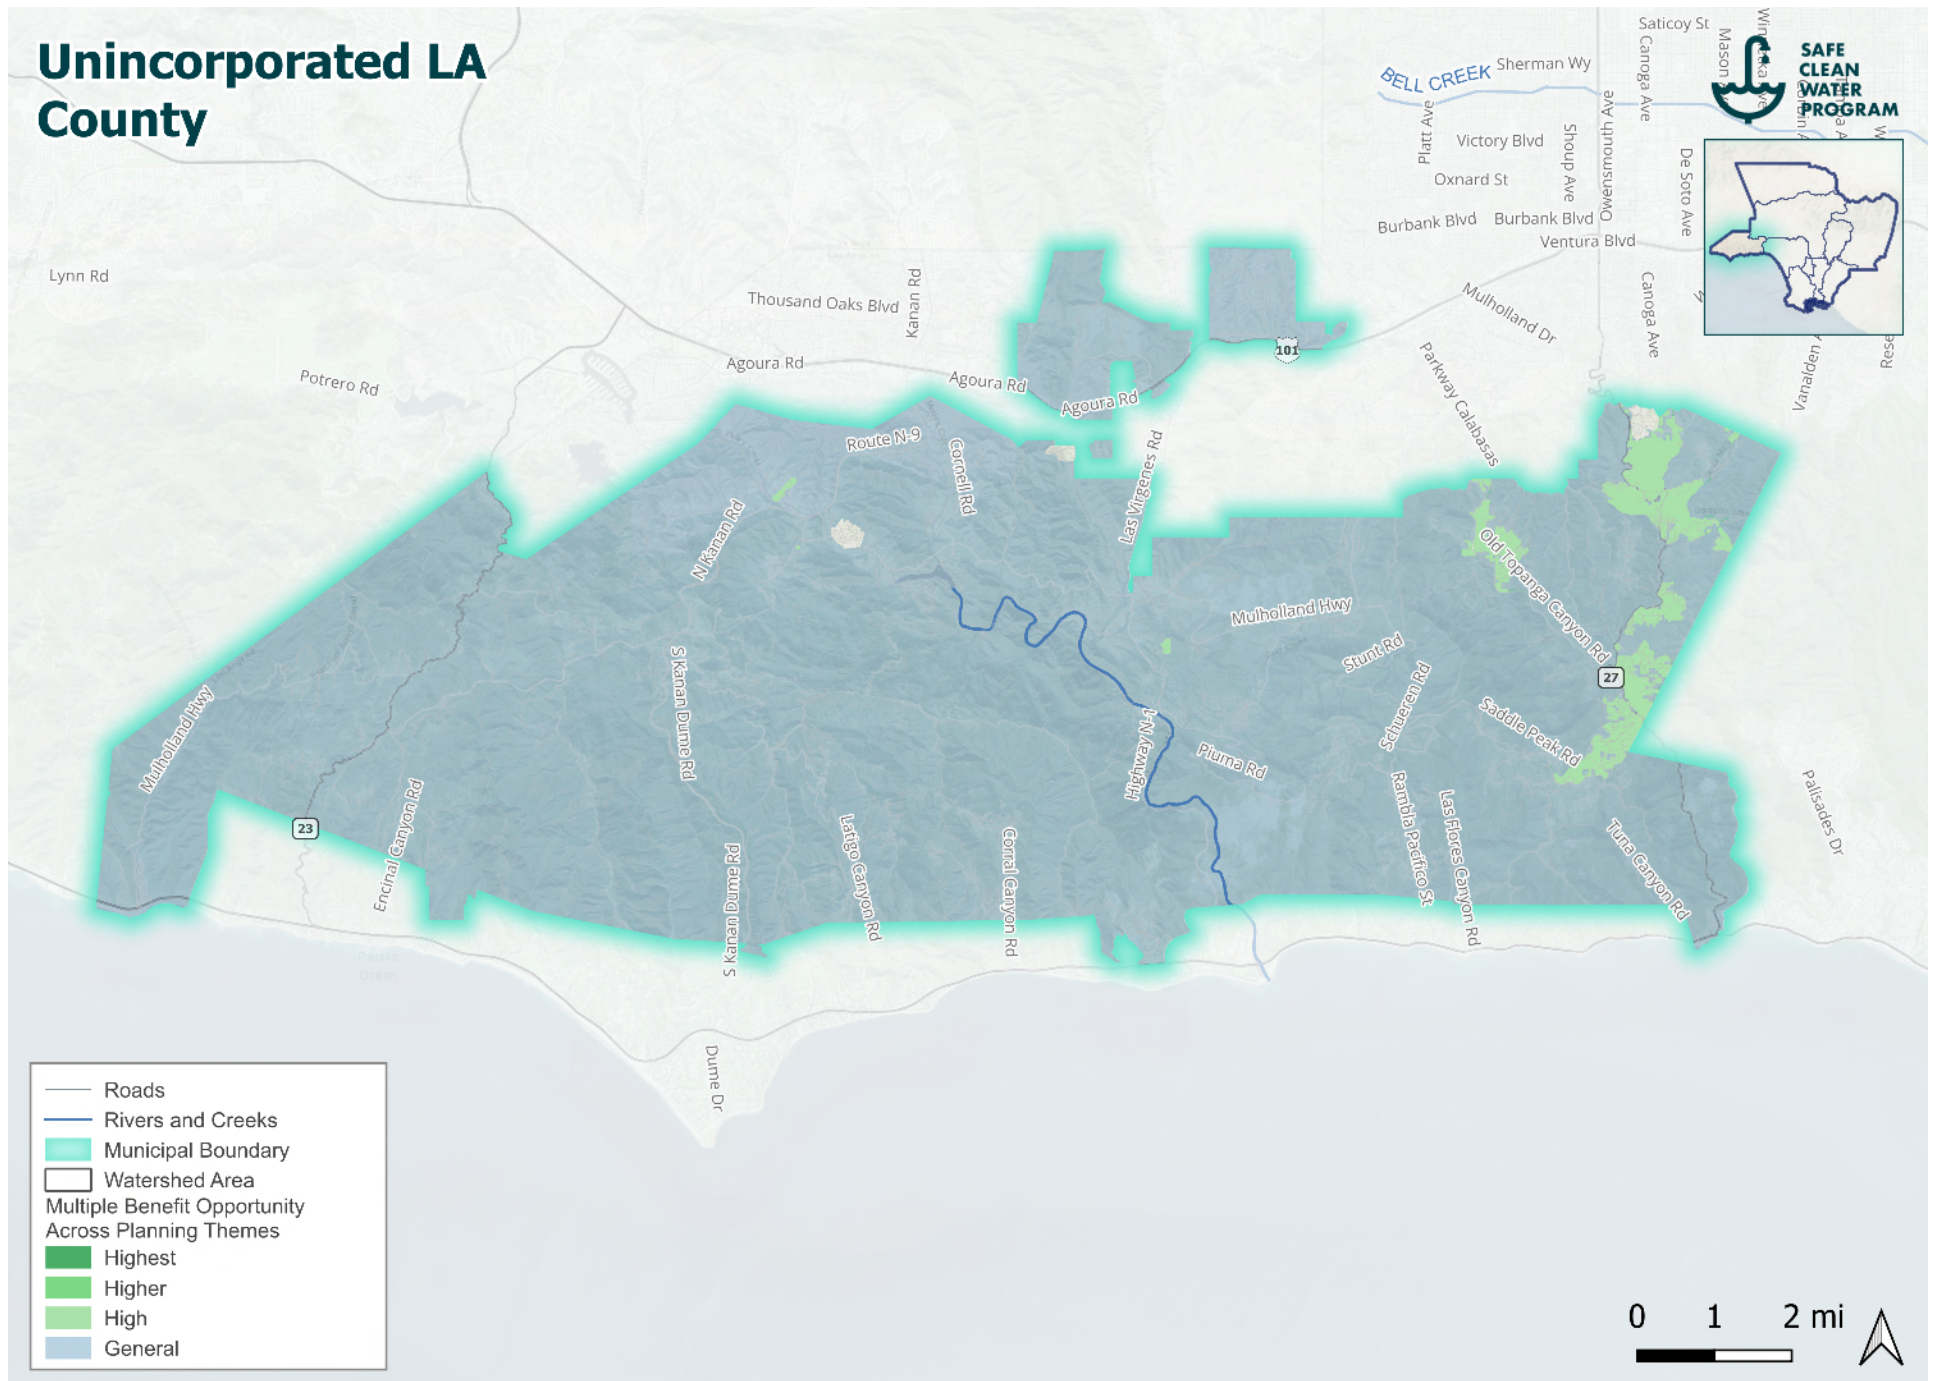 Unincorporated LA
County
SAFE
CLEAN
WATER
PROGRAM
Saticoy St
Mason
Canoga Ave
BELL CREEK
Sherman Wy
Platt Ave
Victory Blvd
Shoup Ave
Owensmouth Ave
De Soto Ave
Oxnard St
Burbank Blvd
Burbank Blvd
Ventura Blvd
Lynn Rd
Thousand Oaks Blvd
Kanan Rd
Mulholland Dr
Canoga Ave
Rese
Vanalden A
101
Agoura Rd
Agoura Rd
Agoura Rd
Potrero Rd
Parkway Calabasas
Route N-9
Cornell Rd
Las Virgenes Rd
N Kanan Rd
Old Topanga Canyon Rd
Mulholland Hwy
Stunt Rd
27
S Kanan Dume Rd
Schueren Rd
Saddle Peak Rd
Mulholland Hwy
Highway N-1
Piuma Rd
Rambla Pacifico St
Las Flores Canyon Rd
Tuna Canyon Rd
Palisades Dr
23
Encinal Canyon Rd
Latigo Canyon Rd
Corral Canyon Rd
S Kanan Dume Rd
Pacific
Ocean
Dume Dr
Roads
Rivers and Creeks
Municipal Boundary
Watershed Area
Multiple Benefit Opportunity
Across Planning Themes
Highest
Higher
High
General
0 1 2 mi